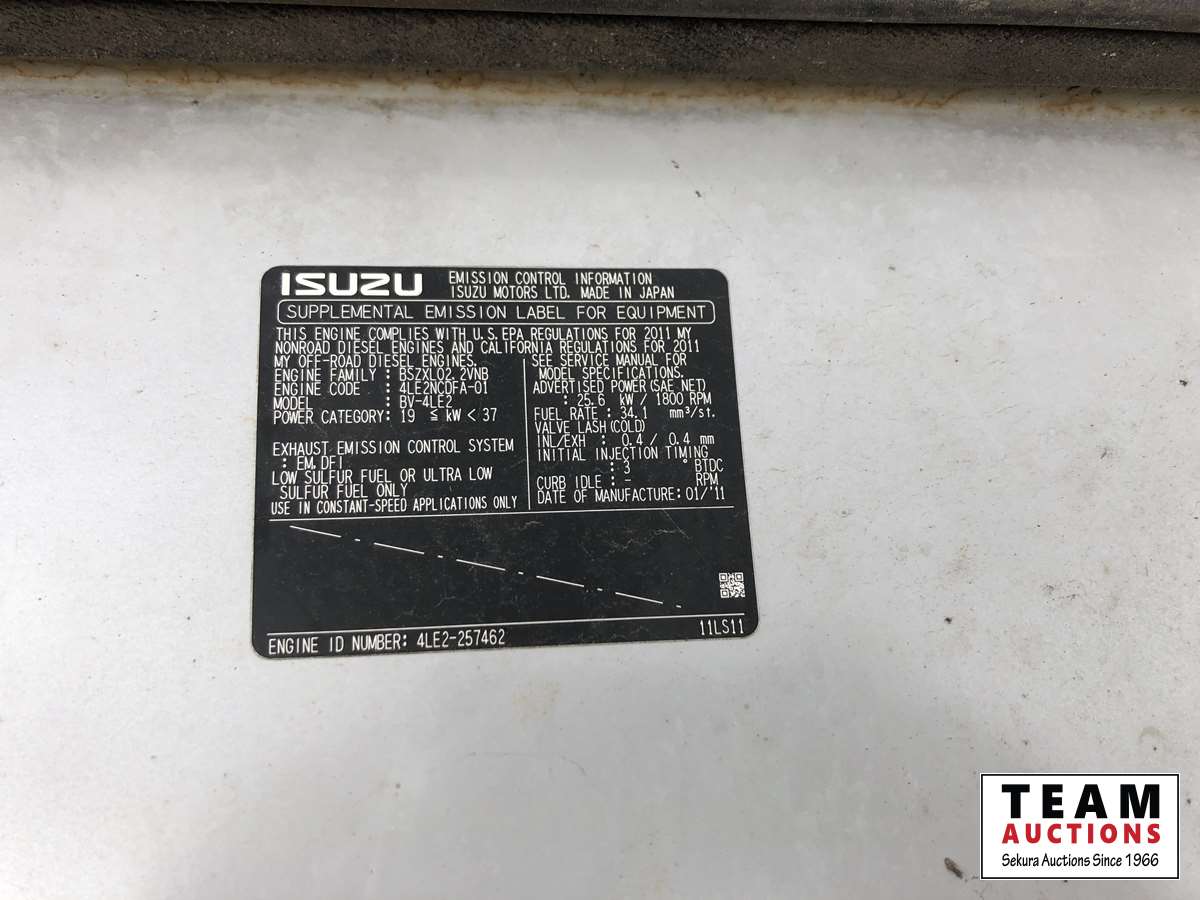 ISUZU EMISSION CONTROL INFORMATION
ISUZU MOTORS LTD. MADE IN JAPAN
SUPPLEMENTAL EMISSION LABEL FOR EQUIPMENT
THIS ENGINE COMPLIES WITH U.S. EPA REGULATIONS FOR 2011 MY
NONROAD DIESEL ENGINES AND CALIFORNIA REGULATIONS FOR 2011
MY OFF-ROAD DIESEL ENGINES.
ENGINE FAMILY : BSZXL02.2VNB
ENGINE CODE : 4LE2NCDFA-01
MODEL : BV-4LE2
POWER CATEGORY: 19 ≦ kW < 37
EXHAUST EMISSION CONTROL SYSTEM
: EM, DFI
LOW SULFUR FUEL OR ULTRA LOW
SULFUR FUEL ONLY
USE IN CONSTANT-SPEED APPLICATIONS ONLY
SEE SERVICE MANUAL FOR
MODEL SPECIFICATIONS.
ADVERTISED POWER (SAE NET)
: 25.6 kW / 1800 RPM
FUEL RATE : 34.1 mm³/st.
VALVE LASH (COLD)
INL/EXH : 0.4 / 0.4 mm
INITIAL INJECTION TIMING
: 3 ° BTDC
CURB IDLE : - RPM
DATE OF MANUFACTURE: 01/'11
ENGINE ID NUMBER: 4LE2-257462
11LS11
TEAM
AUCTIONS
Sekura Auctions Since 1966